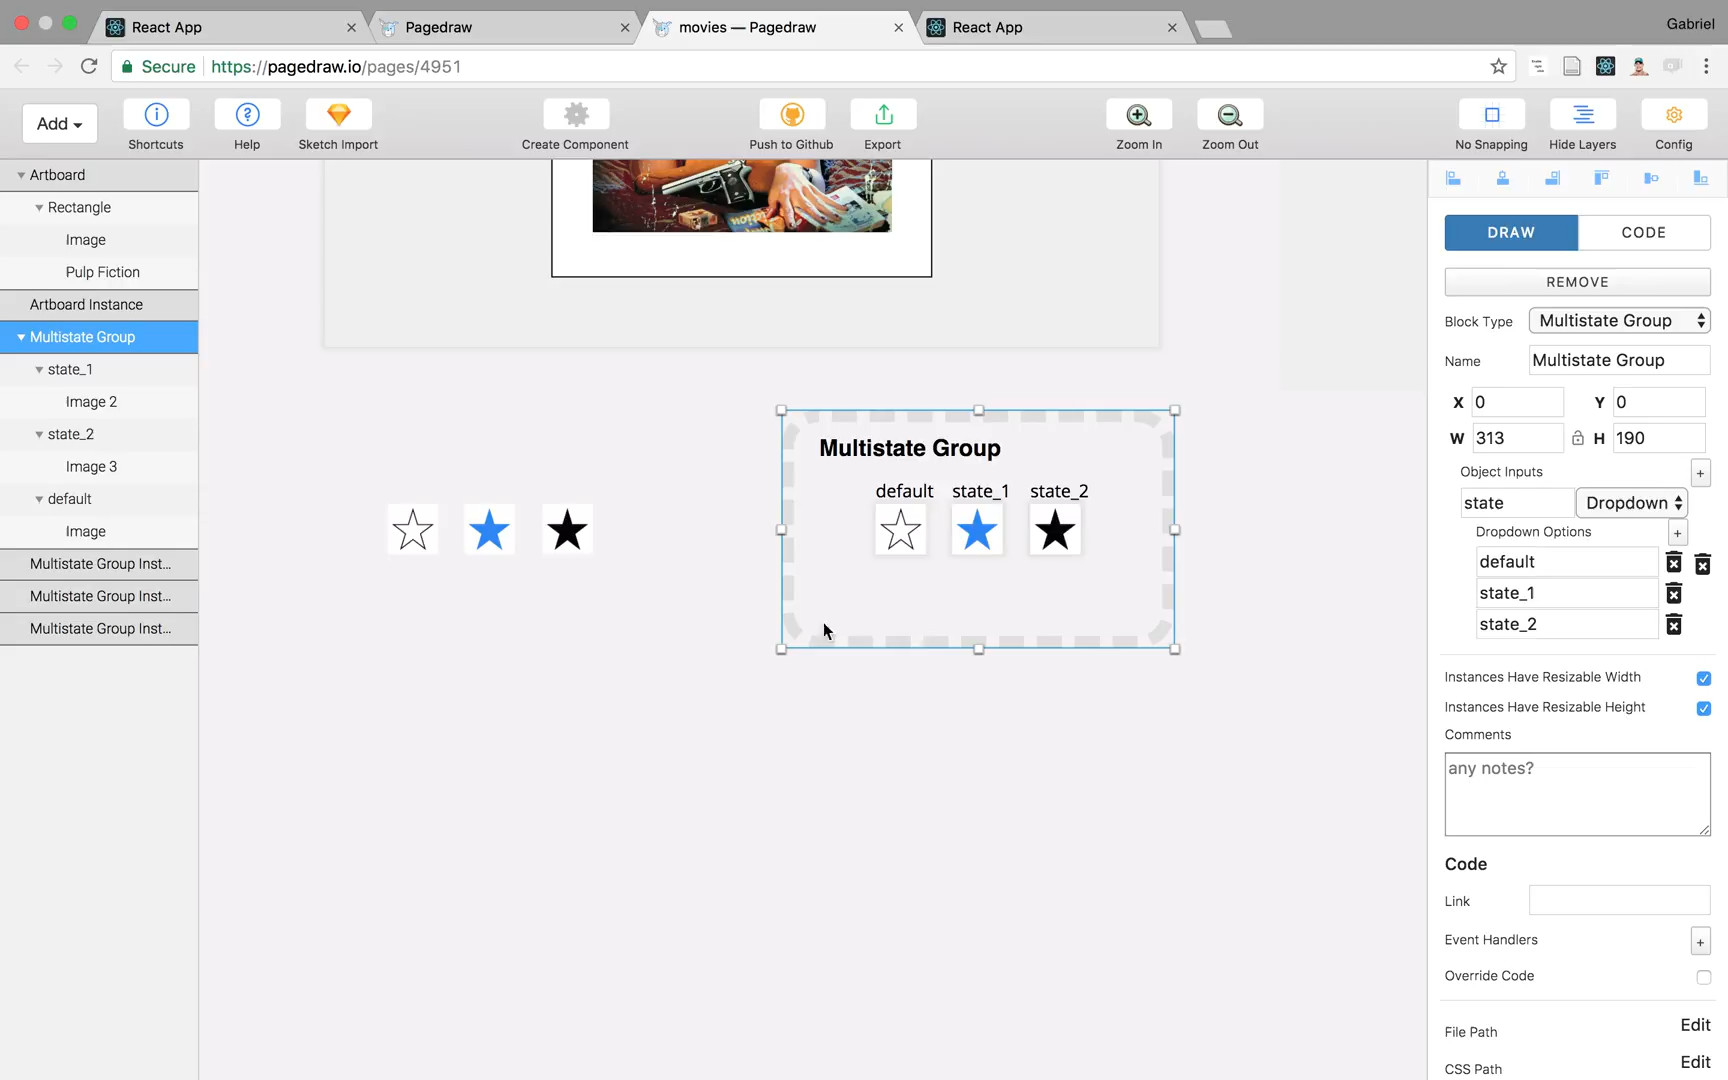 React App
Pagedraw
movies — Pagedraw
React App
Gabriel
Secure
https://pagedraw.io/pages/4951
Add
Shortcuts
Help
Sketch Import
Create Component
Push to Github
Export
Zoom In
Zoom Out
No Snapping
Hide Layers
Config
Artboard
Rectangle
Image
Pulp Fiction
Artboard Instance
Multistate Group
state_1
Image 2
state_2
Image 3
default
Image
Multistate Group Inst...
Multistate Group Inst...
Multistate Group Inst...
Multistate Group
default state_1 state_2
DRAW CODE
REMOVE
Block Type Multistate Group
Name Multistate Group
X 0 Y 0
W 313 H 190
Object Inputs +
state Dropdown
Dropdown Options +
default
state_1
state_2
Instances Have Resizable Width
Instances Have Resizable Height
Comments
any notes?
Code
Link
Event Handlers +
Override Code
File Path Edit
CSS Path Edit